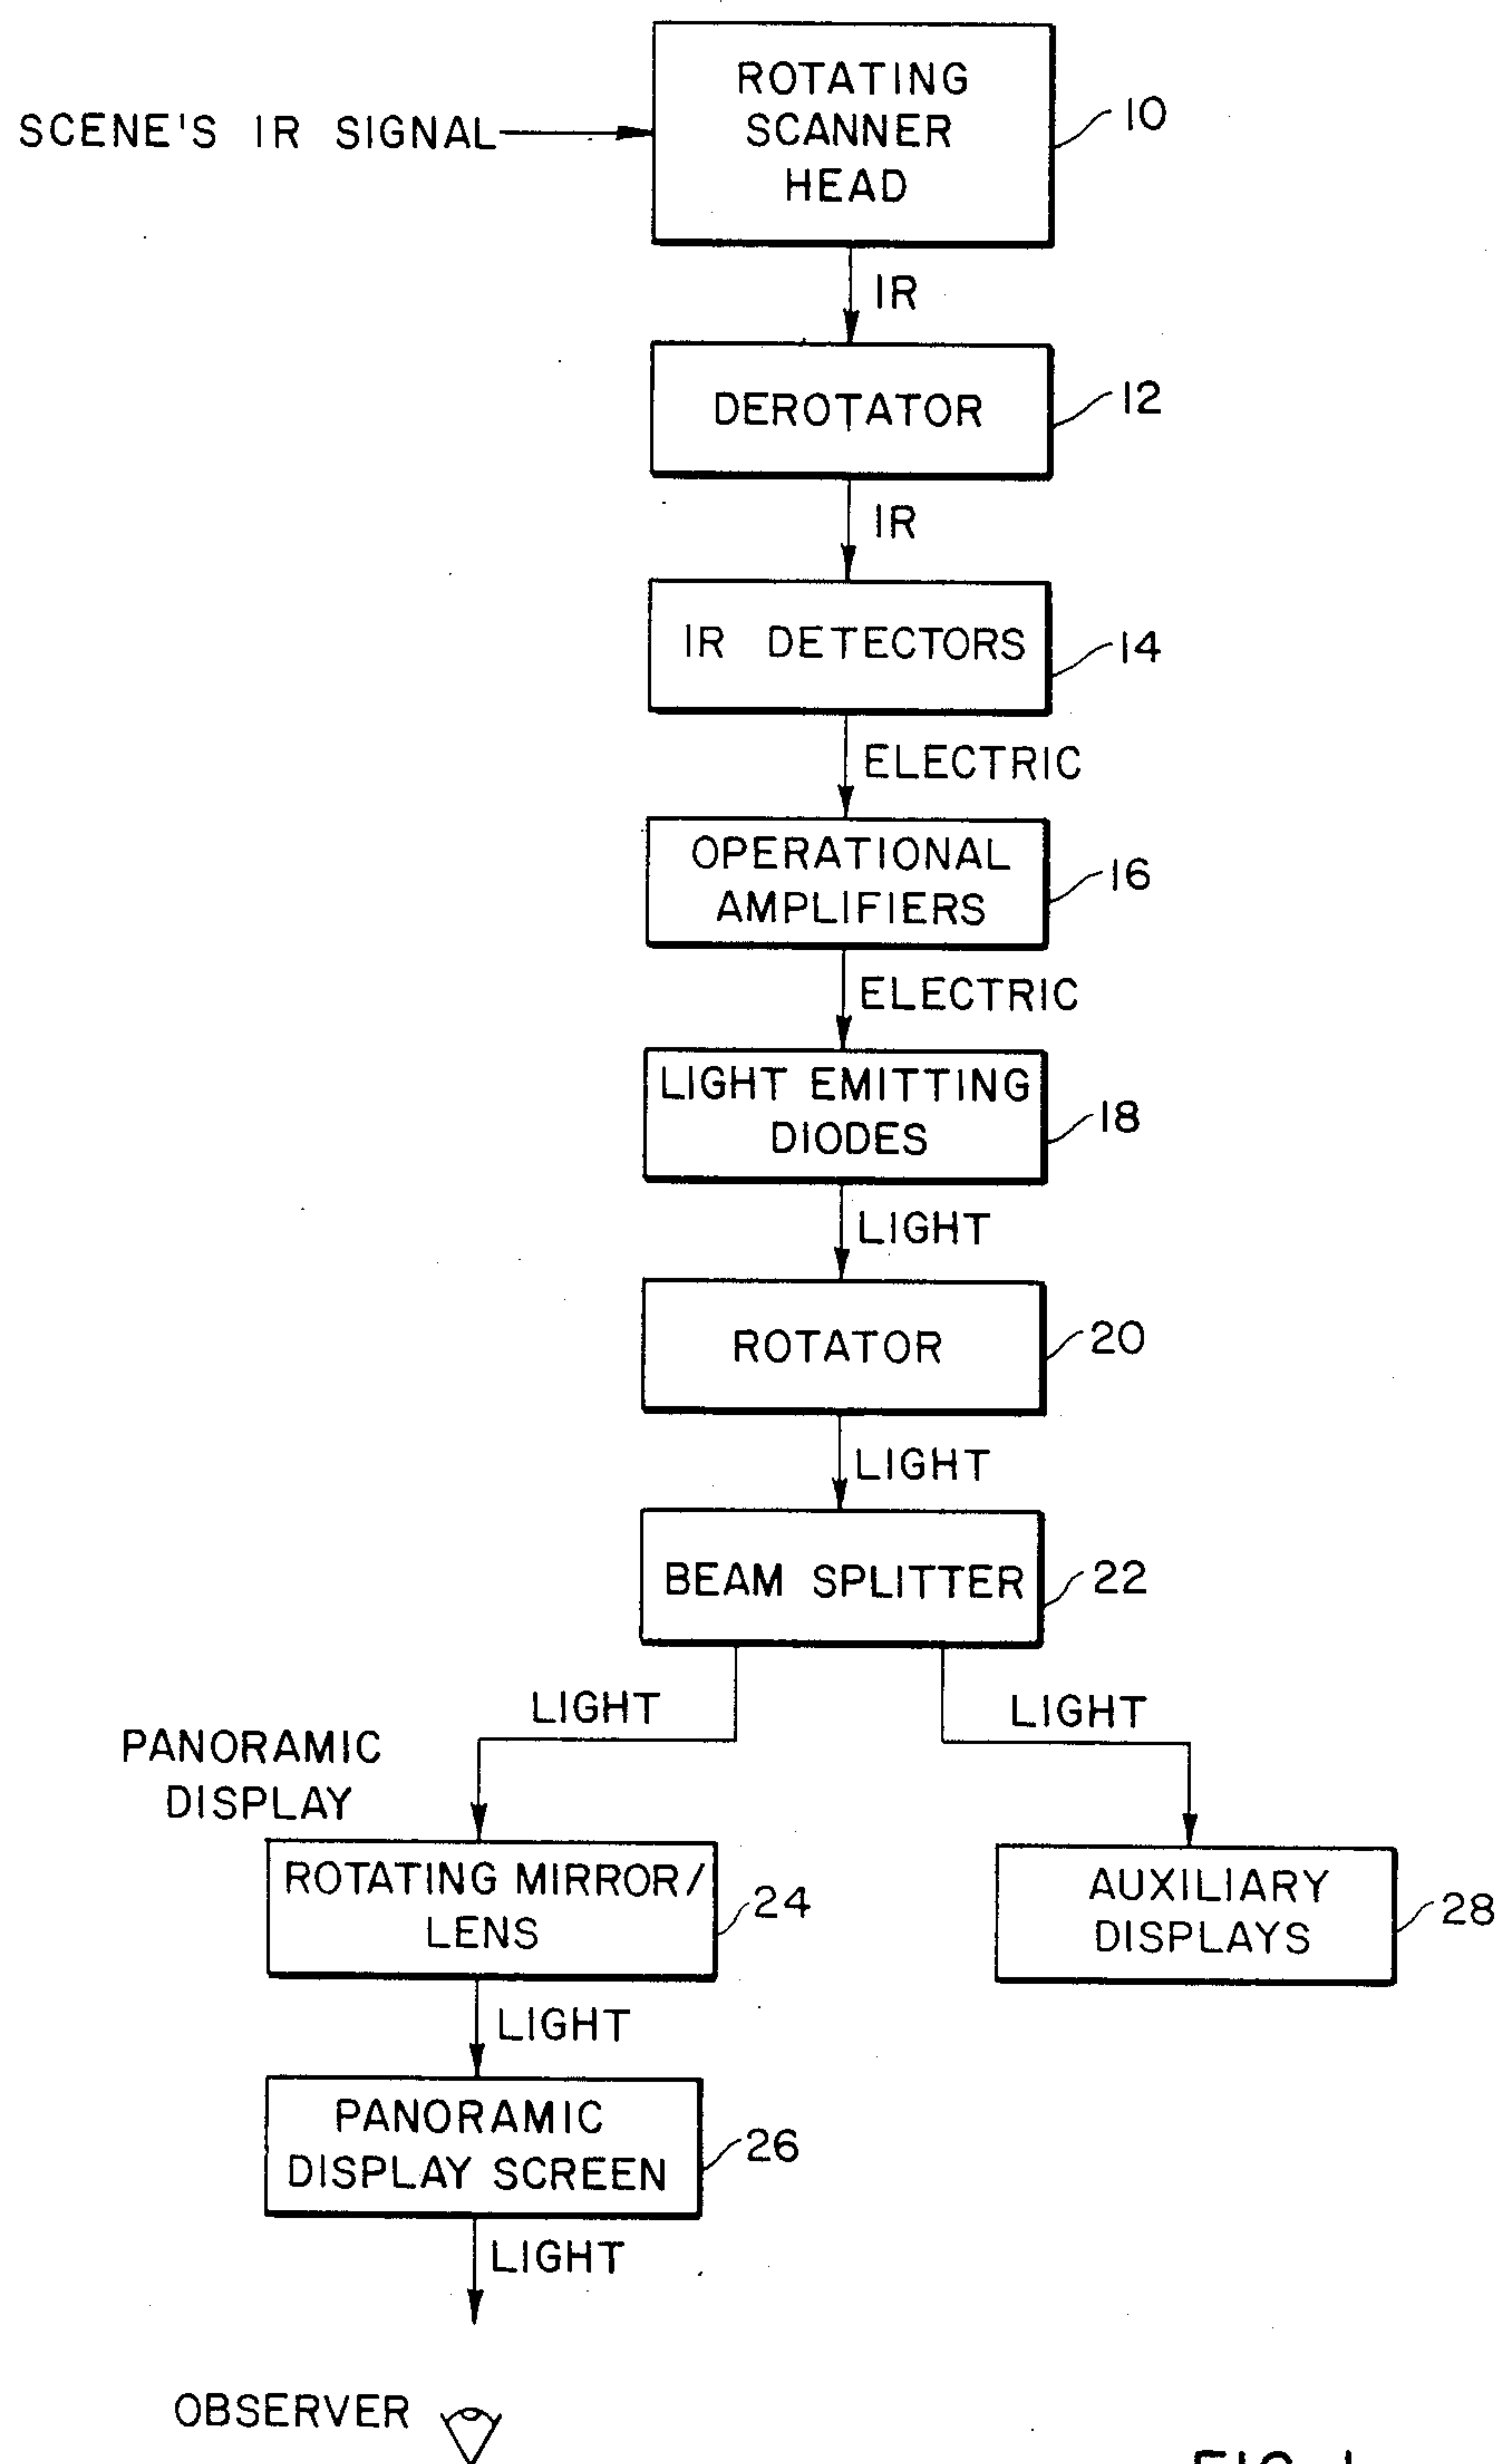 SCENE'S IR SIGNAL
ROTATING
SCANNER
HEAD
10
IR
DEROTATOR
12
IR
IR DETECTORS
14
ELECTRIC
OPERATIONAL
AMPLIFIERS
16
ELECTRIC
LIGHT EMITTING
DIODES
18
LIGHT
ROTATOR
20
LIGHT
BEAM SPLITTER
22
LIGHT
LIGHT
PANORAMIC
DISPLAY
ROTATING MIRROR/
LENS
24
AUXILIARY
DISPLAYS
28
LIGHT
PANORAMIC
DISPLAY SCREEN
26
LIGHT
OBSERVER
FIG. 1